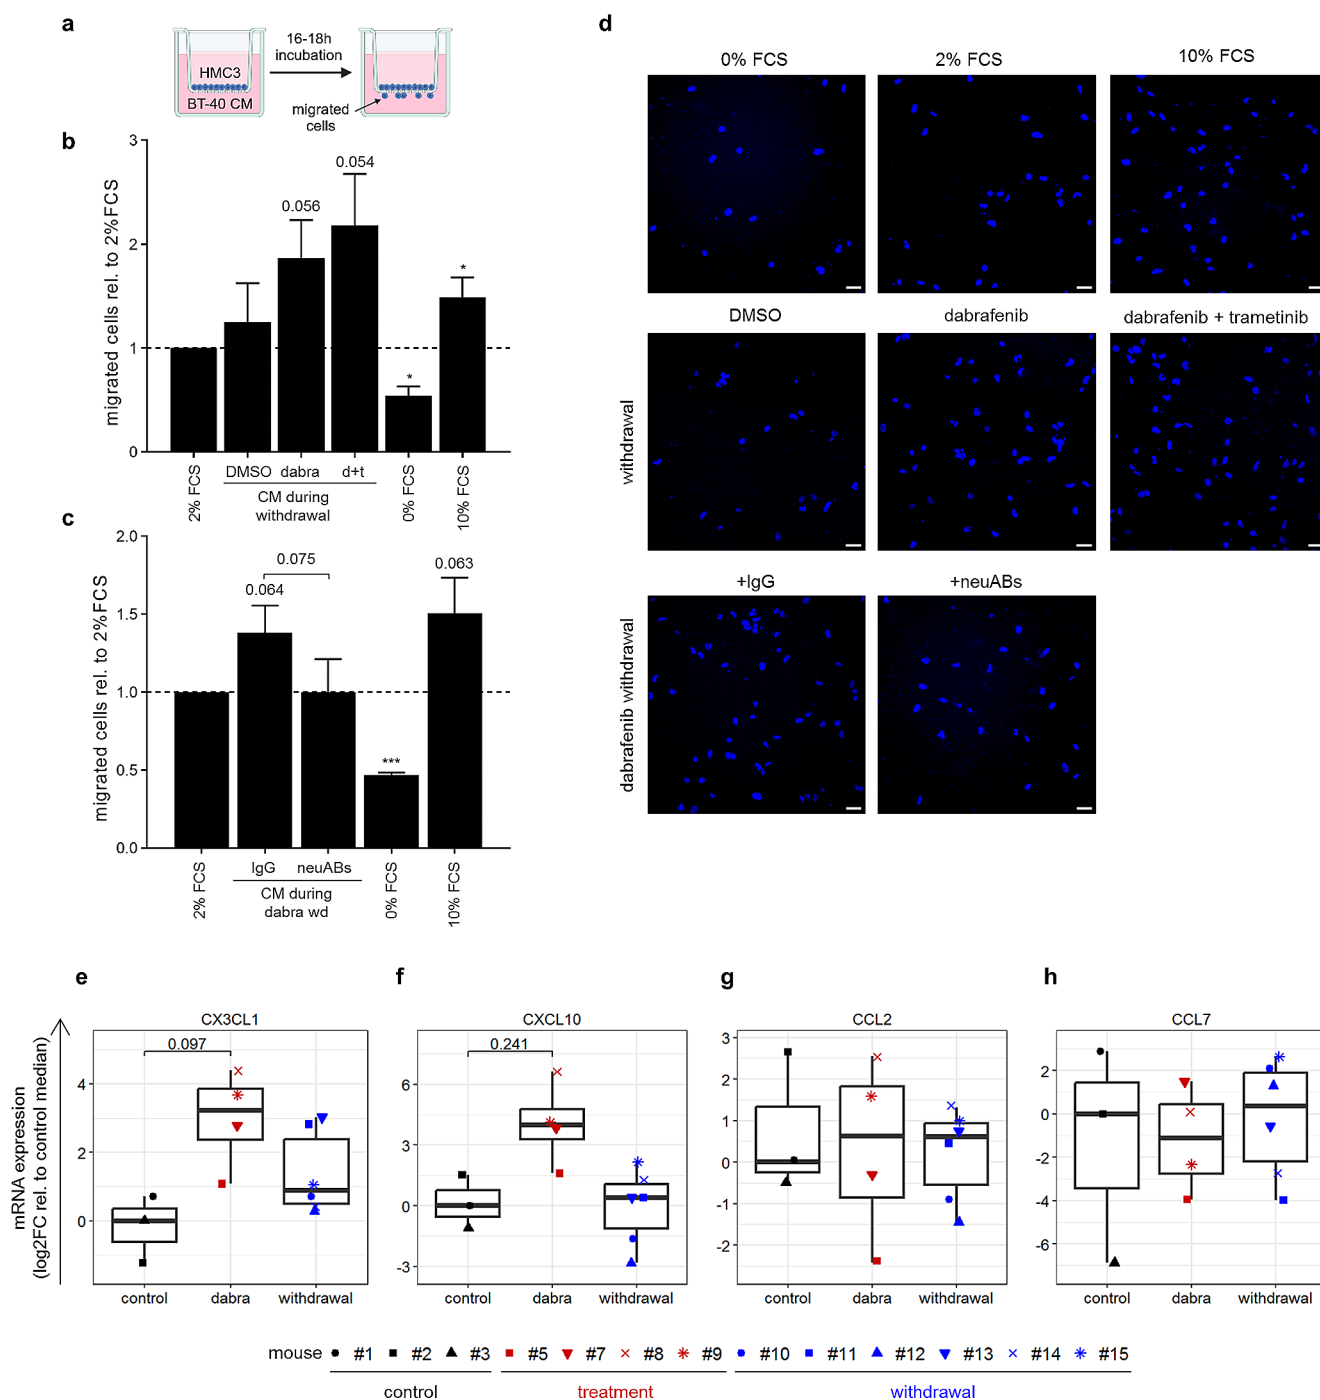 a
16-18h
incubation
HMC3
BT-40 CM
migrated
cells
b
migrated cells rel. to 2%FCS
3
2
1
0
0.056
0.054
*
*
2% FCS
DMSO
dabra
d+t
0% FCS
10% FCS
CM during
withdrawal
c
migrated cells rel. to 2%FCS
2.0
1.5
1.0
0.5
0.0
0.064
0.075
***
0.063
2% FCS
IgG
neuABs
0% FCS
10% FCS
CM during
dabra wd
d
0% FCS
2% FCS
10% FCS
withdrawal
DMSO
dabrafenib
dabrafenib + trametinib
dabrafenib withdrawal
+IgG
+neuABs
mRNA expression
(log2FC rel. to control median)
e
CX3CL1
0.097
4
2
0
control
dabra
withdrawal
f
CXCL10
0.241
6
3
0
-3
control
dabra
withdrawal
g
CCL2
3
2
1
0
-1
-2
control
dabra
withdrawal
h
CCL7
2
0
-2
-4
-6
control
dabra
withdrawal
mouse #1 #2 #3 #5 #7 #8 #9 #10 #11 #12 #13 #14 #15
control
treatment
withdrawal